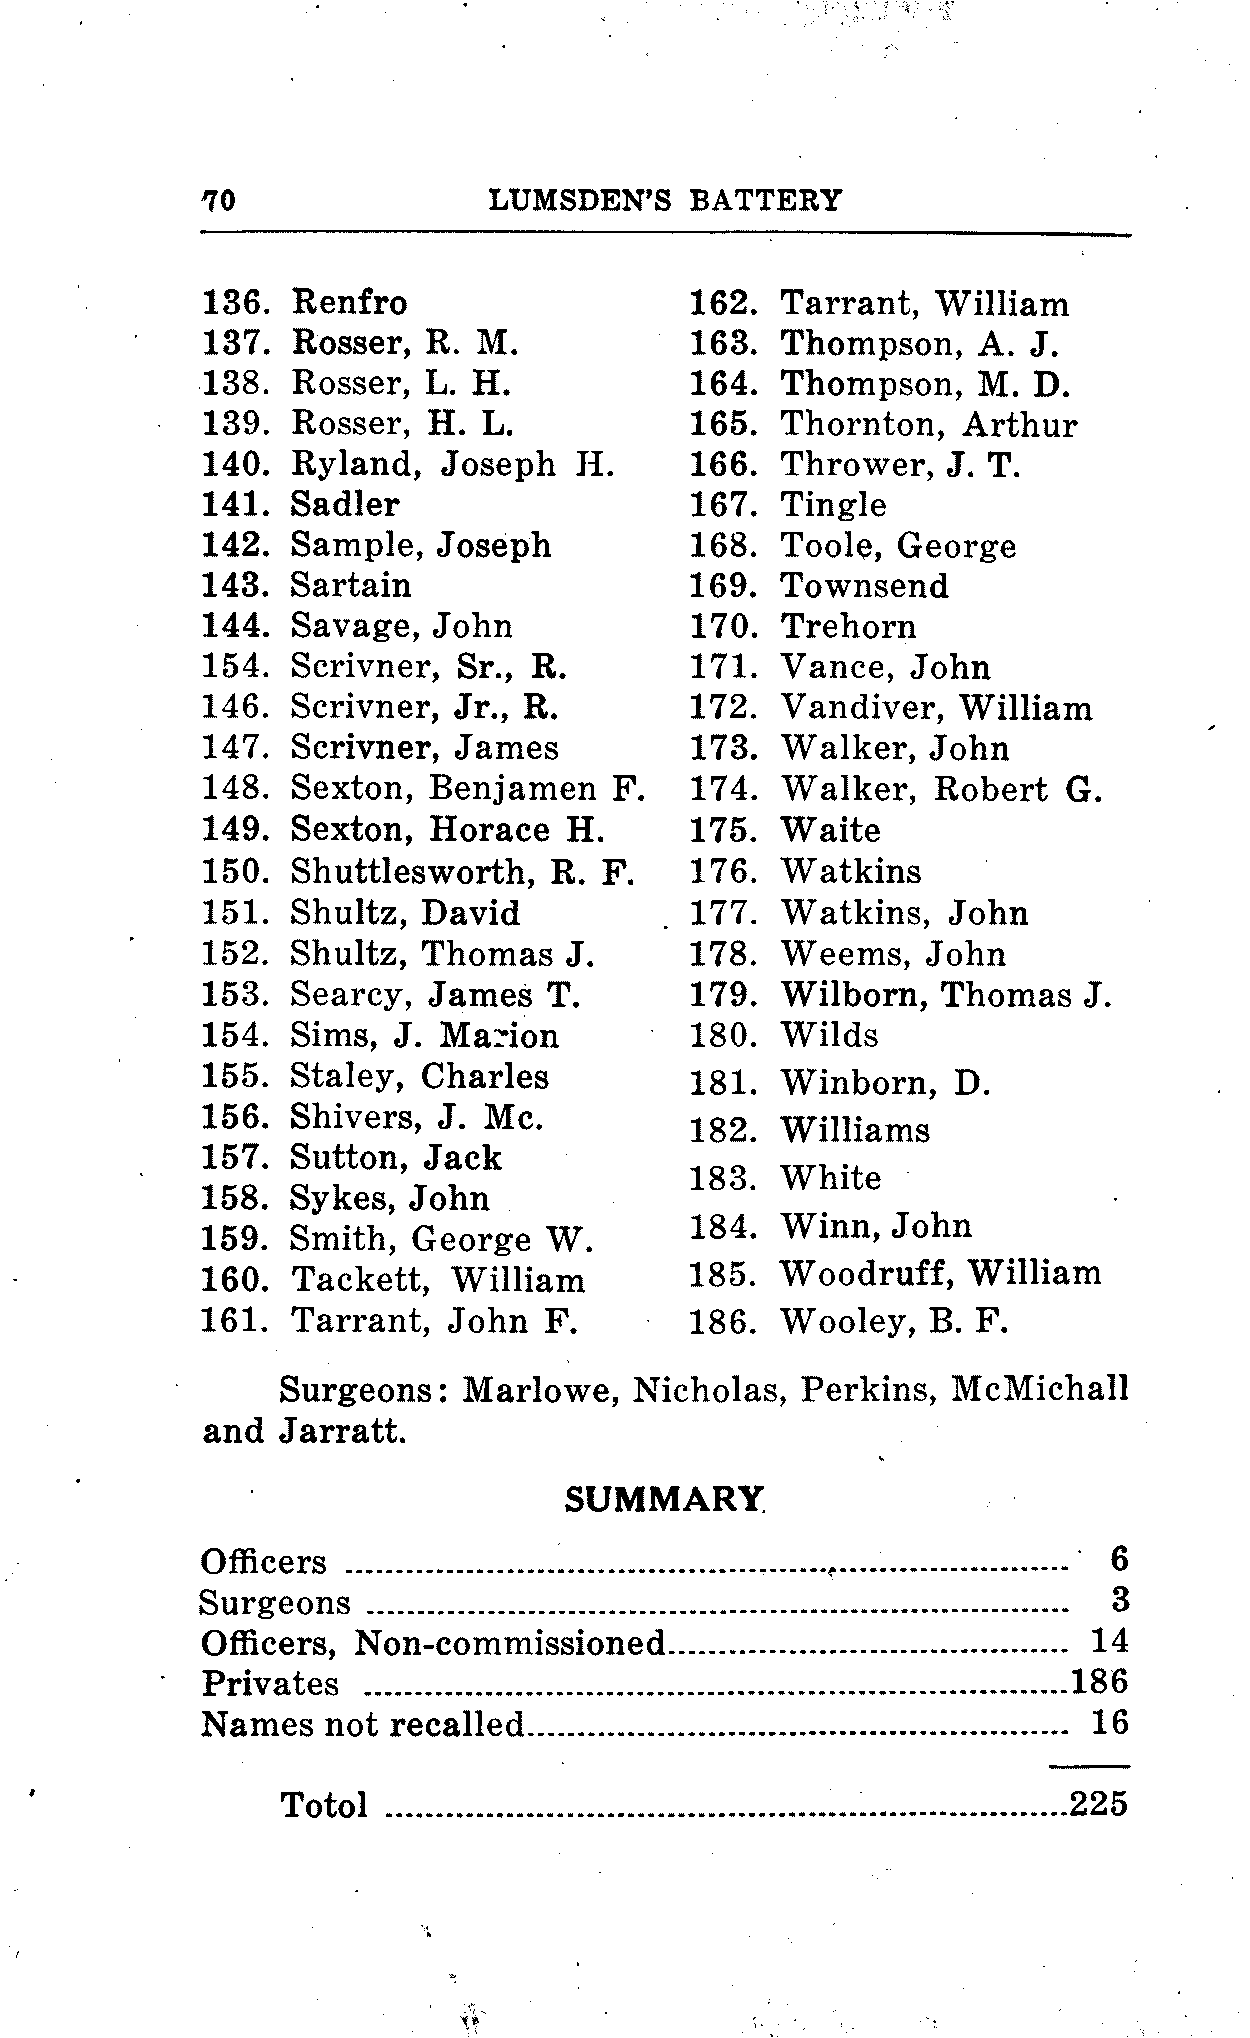 70 LUMSDEN'S BATTERY
136. Renfro
137. Rosser, R. M.
138. Rosser, L. H.
139. Rosser, H. L.
140. Ryland, Joseph H.
141. Sadler
142. Sample, Joseph
143. Sartain
144. Savage, John
154. Scrivner, Sr., R.
146. Scrivner, Jr., R.
147. Scrivner, James
148. Sexton, Benjamen F.
149. Sexton, Horace H.
150. Shuttlesworth, R. F.
151. Shultz, David
152. Shultz, Thomas J.
153. Searcy, James T.
154. Sims, J. Marion
155. Staley, Charles
156. Shivers, J. Mc.
157. Sutton, Jack
158. Sykes, John
159. Smith, George W.
160. Tackett, William
161. Tarrant, John F.
162. Tarrant, William
163. Thompson, A. J.
164. Thompson, M. D.
165. Thornton, Arthur
166. Thrower, J. T.
167. Tingle
168. Toole, George
169. Townsend
170. Trehorn
171. Vance, John
172. Vandiver, William
173. Walker, John
174. Walker, Robert G.
175. Waite
176. Watkins
177. Watkins, John
178. Weems, John
179. Wilborn, Thomas J.
180. Wilds
181. Winborn, D.
182. Williams
183. White
184. Winn, John
185. Woodruff, William
186. Wooley, B. F.
Surgeons: Marlowe, Nicholas, Perkins, McMichall
and Jarratt.
SUMMARY
Officers 6
Surgeons 3
Officers, Non-commissioned 14
Privates 186
Names not recalled 16
Totol 225